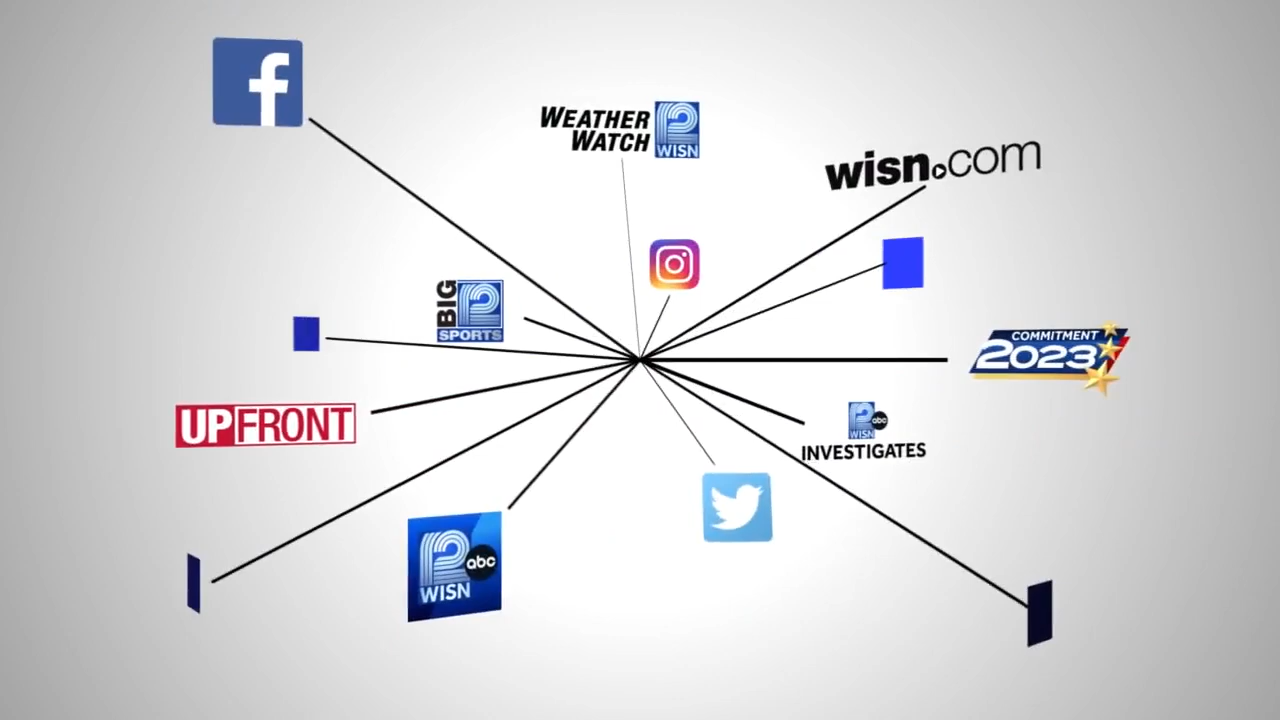 f
WEATHER
WATCH
12
WISN
wisn.com
BIG
12
SPORTS
COMMITMENT
2023
UPFRONT
12
WISN
abc
INVESTIGATES
12
abc
WISN